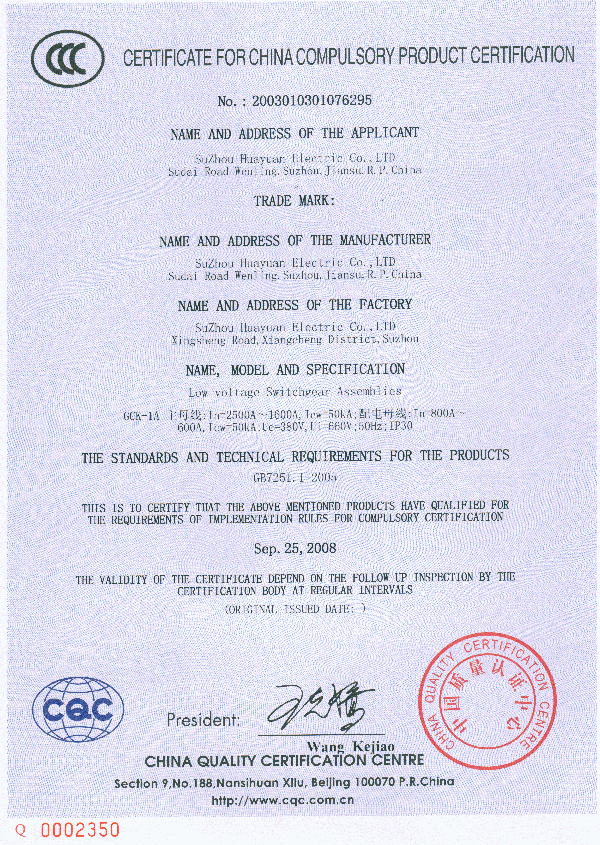 CCC CERTIFICATE FOR CHINA COMPULSORY PRODUCT CERTIFICATION
No.: 2003010301076295
NAME AND ADDRESS OF THE APPLICANT
SuZhou Huayuan Electric Co.,LTD
Sudai Road Wenling,Suzhou,Jiansu.R.P.China
TRADE MARK:
NAME AND ADDRESS OF THE MANUFACTURER
SuZhou Huayuan Electric Co.,LTD
Sudai Road Wenling,Suzhou,Jiansu.R.P.China
NAME AND ADDRESS OF THE FACTORY
SuZhou Huayuan Electric Co.,LTD
Xingsheng Road,Xiangcheng District,Suzhou
NAME, MODEL AND SPECIFICATION
Low voltage Switchgear Assemblies
GCK-1A 主母线:In=2500A~1600A,Icw=50kA;配电母线:In=800A~
600A,Icw=50kA;Ue=380V,Ui=660V;50Hz;IP30
THE STANDARDS AND TECHNICAL REQUIREMENTS FOR THE PRODUCTS
GB7251.1-2005
THIS IS TO CERTIFY THAT THE ABOVE MENTIONED PRODUCTS HAVE QUALIFIED FOR
THE REQUIREMENTS OF IMPLEMENTATION RULES FOR COMPULSORY CERTIFICATION
Sep. 25, 2008
THE VALIDITY OF THE CERTIFICATE DEPEND ON THE FOLLOW UP INSPECTION BY THE
CERTIFICATION BODY AT REGULAR INTERVALS
(ORIGINAL ISSUED DATE: )
CHINA QUALITY CERTIFICATION CENTRE
中国质量认证中心
CQC
President:
Wang Kejiao
CHINA QUALITY CERTIFICATION CENTRE
Section 9,No.188,Nansihuan Xilu, Beijing 100070 P.R.China
http://www.cqc.com.cn
Q 0002350